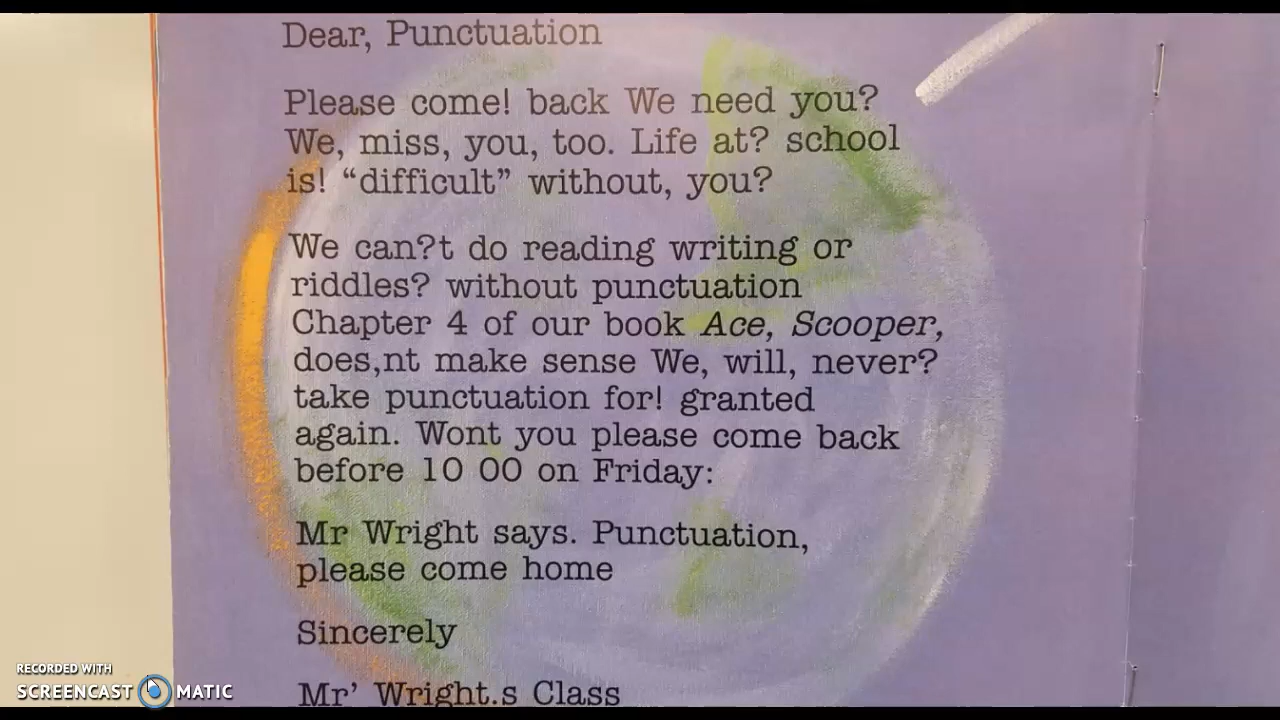 Dear, Punctuation
Please come! back We need you?
We, miss, you, too. Life at? school
is! “difficult” without, you?
We can?t do reading writing or
riddles? without punctuation
Chapter 4 of our book Ace, Scooper,
does,nt make sense We, will, never?
take punctuation for! granted
again. Wont you please come back
before 10 00 on Friday:
Mr Wright says. Punctuation,
please come home
Sincerely
Mr’ Wright.s Class
RECORDED WITH
SCREENCAST MATIC